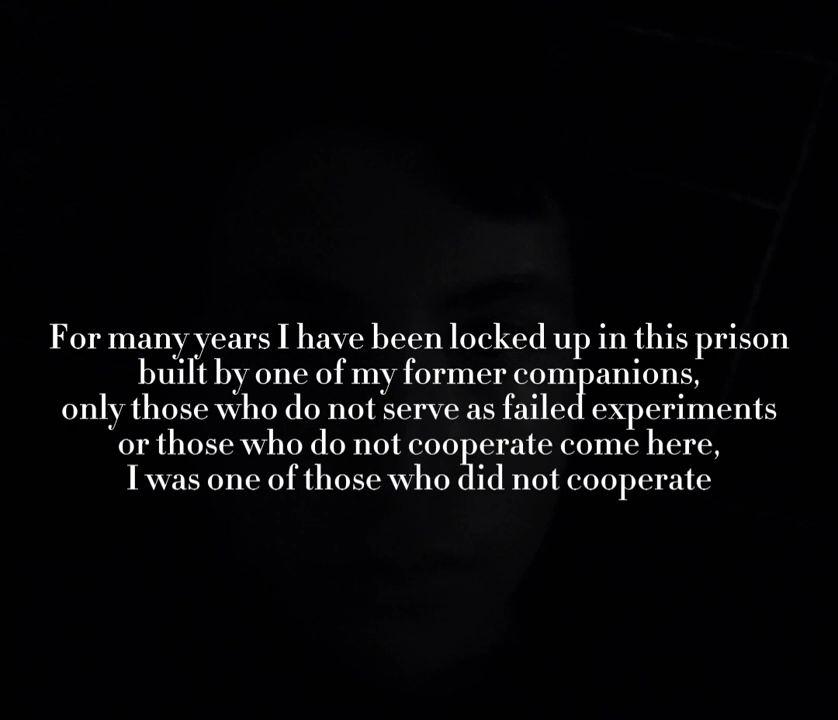 For many years I have been locked up in this prison
built by one of my former companions,
only those who do not serve as failed experiments
or those who do not cooperate come here,
I was one of those who did not cooperate